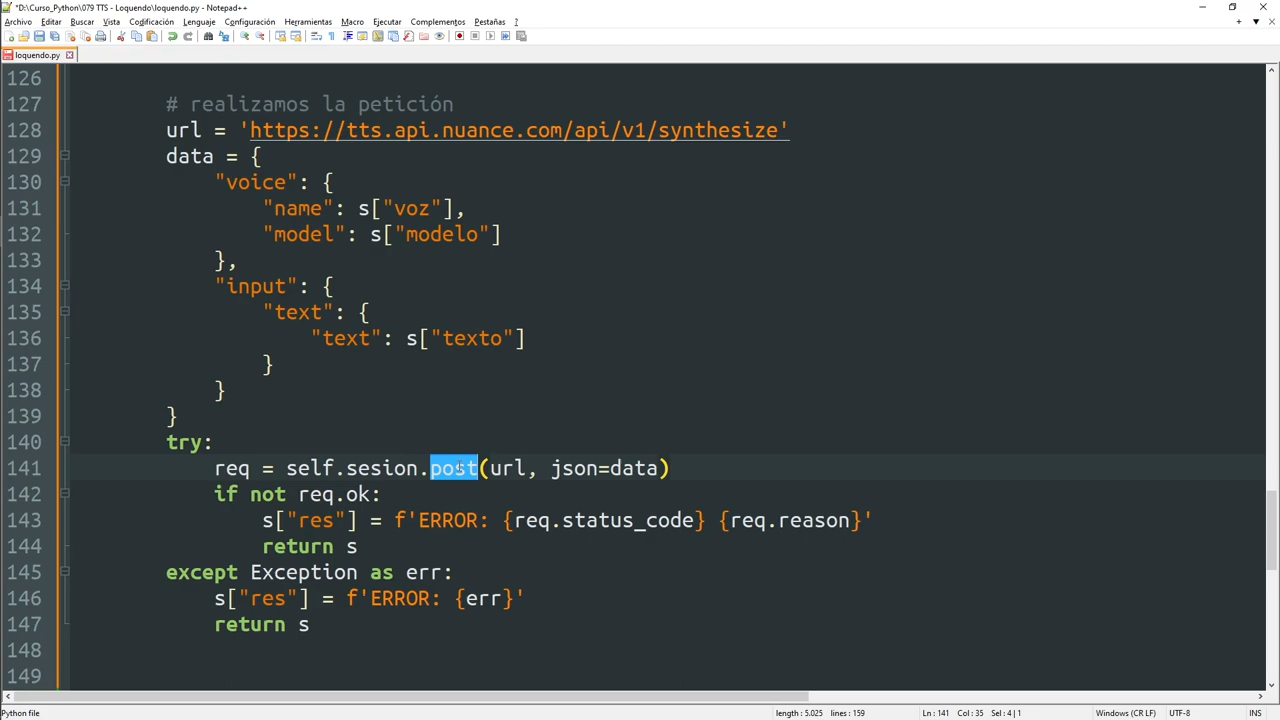 *D:\Curso_Python\079 TTS - Loquendo\loquendo.py - Notepad++
Archivo Editar Buscar Vista Codificación Lenguaje Configuración Herramientas Macro Ejecutar Complementos Pestañas ?
loquendo.py
126
127 # realizamos la petición
128 url = 'https://tts.api.nuance.com/api/v1/synthesize'
129 data = {
130 "voice": {
131 "name": s["voz"],
132 "model": s["modelo"]
133 },
134 "input": {
135 "text": {
136 "text": s["texto"]
137 }
138 }
139 }
140 try:
141 req = self.sesion.post(url, json=data)
142 if not req.ok:
143 s["res"] = f'ERROR: {req.status_code} {req.reason}'
144 return s
145 except Exception as err:
146 s["res"] = f'ERROR: {err}'
147 return s
148
149
Python file length : 5.025 lines : 159 Ln : 141 Col : 35 Sel : 4 | 1 Windows (CR LF) UTF-8 INS